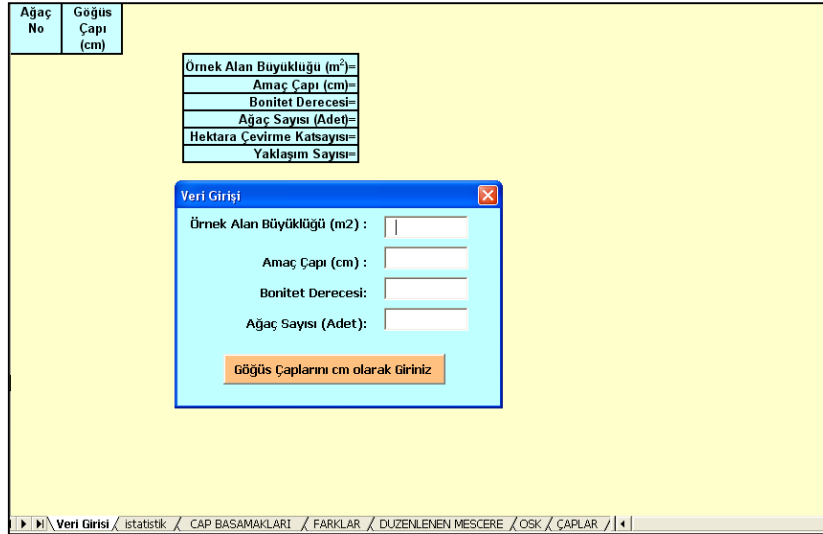 Ağaç
No
Göğüs
Çapı
(cm)
Örnek Alan Büyüklüğü (m²)=
Amaç Çapı (cm)=
Bonitet Derecesi=
Ağaç Sayısı (Adet)=
Hektara Çevirme Katsayısı=
Yaklaşım Sayısı=
Veri Girişi
Örnek Alan Büyüklüğü (m2) :
Amaç Çapı (cm) :
Bonitet Derecesi:
Ağaç Sayısı (Adet):
Göğüs Çaplarını cm olarak Giriniz
Veri Girisi / istatistik / CAP BASAMAKLARI / FARKLAR / DUZENLENEN MESCERE / OSK / ÇAPLAR /